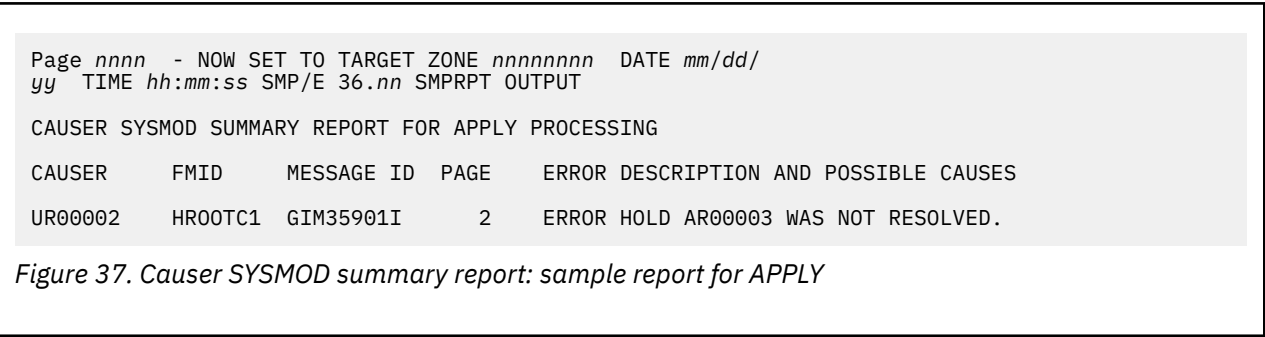 Page nnnn - NOW SET TO TARGET ZONE nnnnnnnn DATE mm/dd/
yy TIME hh:mm:ss SMP/E 36.nn SMPRPT OUTPUT
CAUSER SYSMOD SUMMARY REPORT FOR APPLY PROCESSING
CAUSER FMID MESSAGE ID PAGE ERROR DESCRIPTION AND POSSIBLE CAUSES
UR00002 HROOTC1 GIM35901I 2 ERROR HOLD AR00003 WAS NOT RESOLVED.
Figure 37. Causer SYSMOD summary report: sample report for APPLY